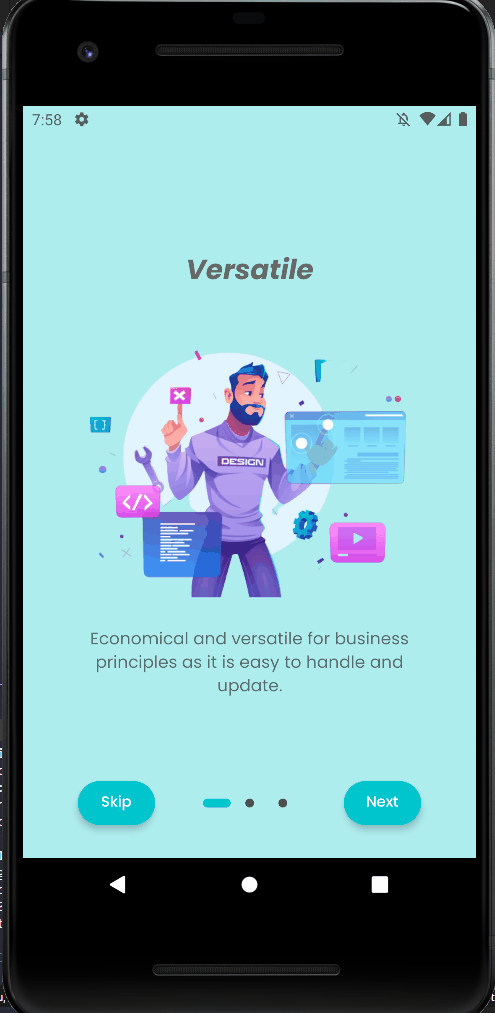 7:58
Versatile
[ ]
DESIGN
</>
Economical and versatile for business
principles as it is easy to handle and
update.
Skip
Next